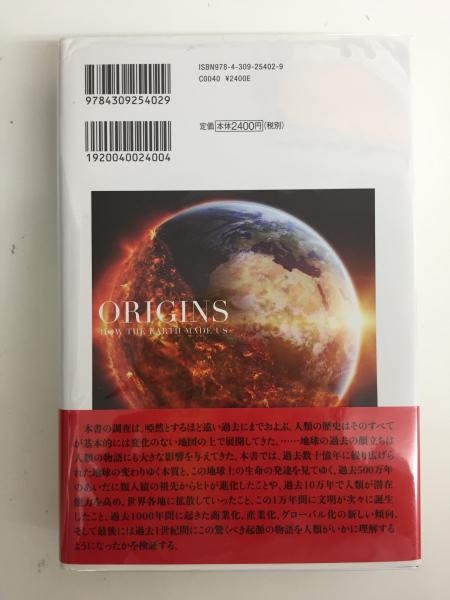 ISBN978-4-309-25402-9
C0040 ¥2400E
9784309254029
定価 本体2400円(税別)
1920040024004
ORIGINS
HOW THE EARTH MADE US
本書の調査は、啞然とするほど遠い過去にまでおよぶ。人類の歴史はそのすべて
が基本的には変化のない地図の上で展開してきた。……地球の過去の顔立ちは
人類の物語にも大きな影響を与えてきた。本書では、過去数十億年に繰り広げら
れた地球の変わりゆく本質と、この地球上の生命の発達を見てゆく。過去500万年
のあいだに類人猿の祖先からヒトが進化したことや、過去10万年で人類が潜在
能力を高め、世界各地に拡散していったこと、この1万年間に文明が次々に誕生
したこと、過去1000年間に起きた商業化、産業化、グローバル化の新しい傾向、
そして最後には過去1世紀間にこの驚くべき起源の物語を人類がいかに理解する
ようになったかを検証する。